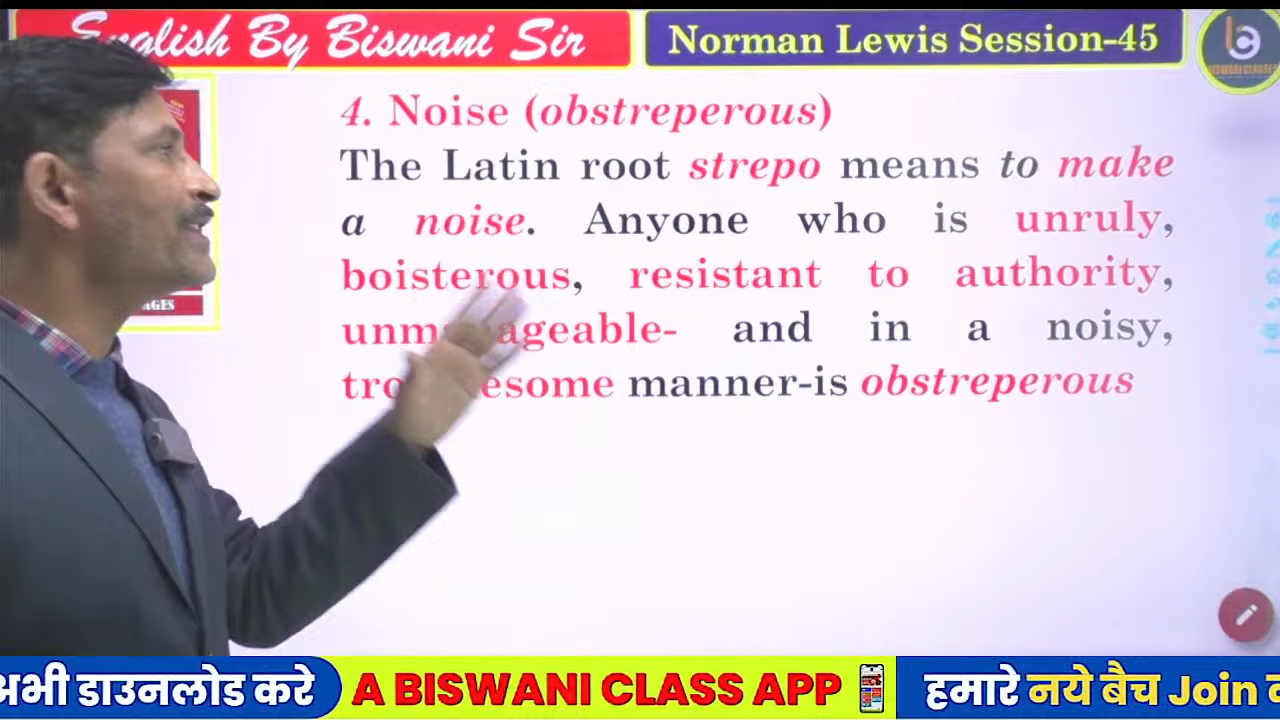 English By Biswani Sir
Norman Lewis Session-45
4. Noise (obstreperous)
The Latin root strepo means to make
a noise. Anyone who is unruly,
boisterous, resistant to authority,
and in a noisy,
manner-is obstreperous
अभी डाउनलोड करे
A BISWANI CLASS APP
हमारे नये बैच Join